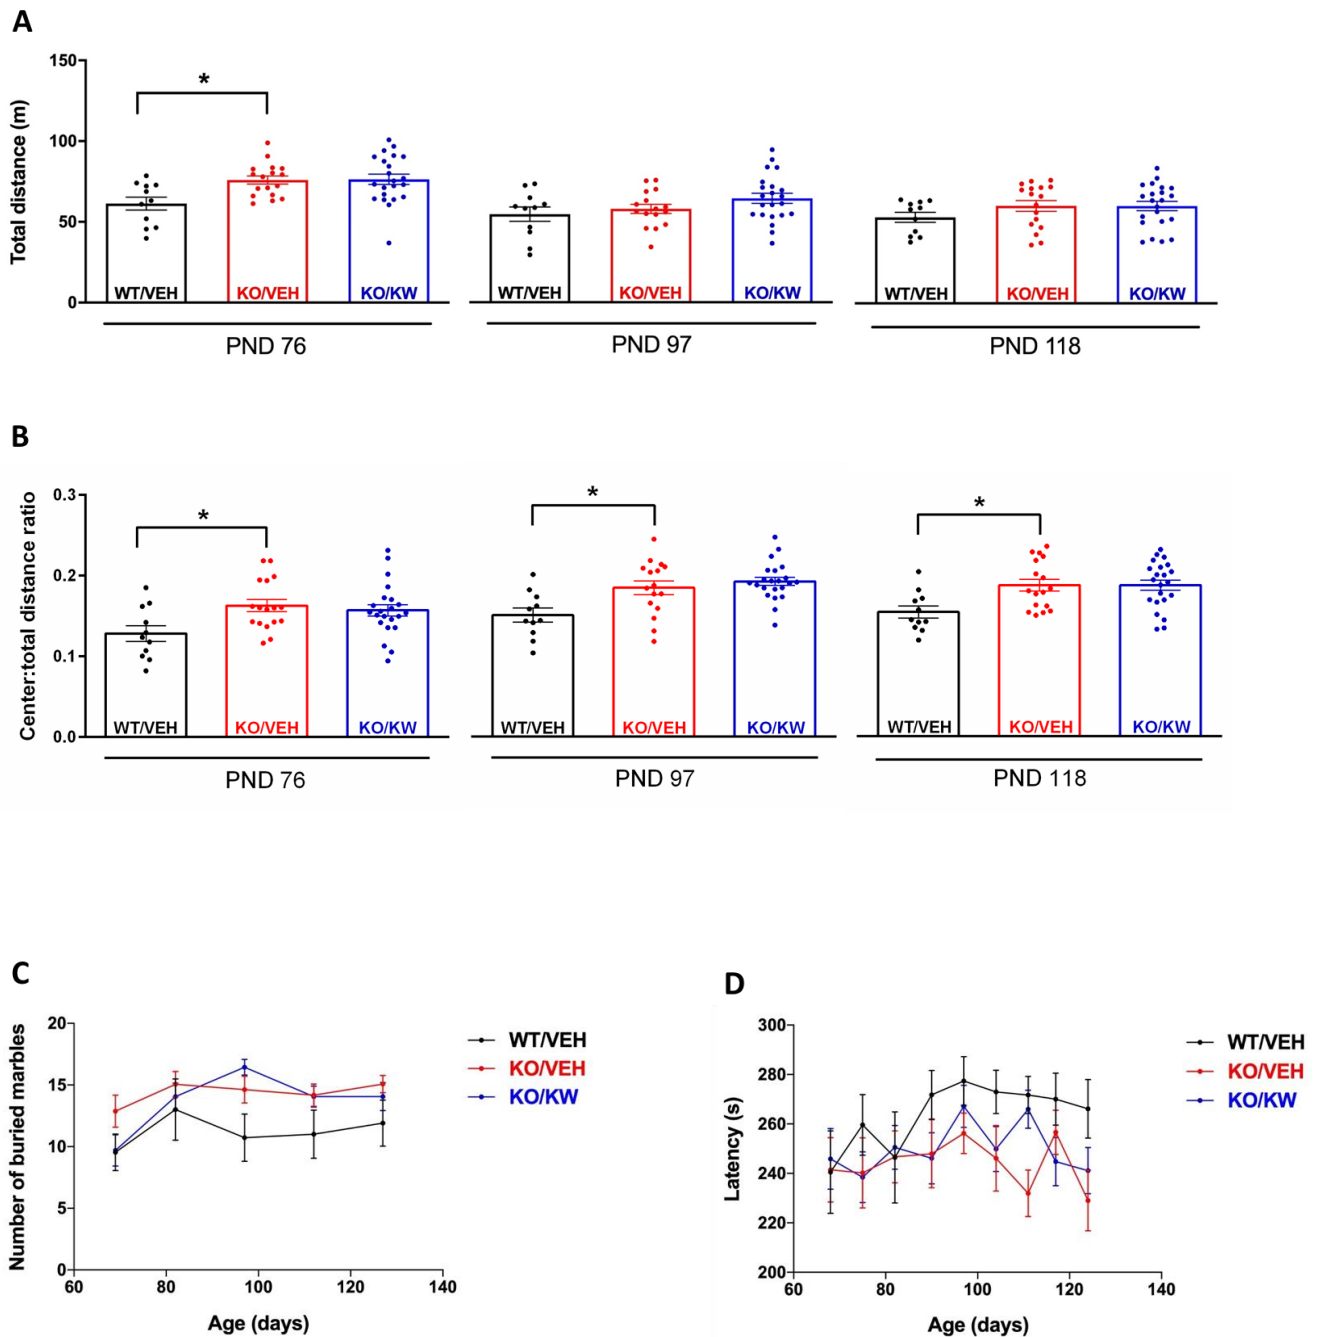 A
Total distance (m)
150
100
50
0
*
WT/VEH KO/VEH KO/KW
WT/VEH KO/VEH KO/KW
WT/VEH KO/VEH KO/KW
PND 76 PND 97 PND 118
B
Center:total distance ratio
0.3
0.2
0.1
0.0
* * *
WT/VEH KO/VEH KO/KW
WT/VEH KO/VEH KO/KW
WT/VEH KO/VEH KO/KW
PND 76 PND 97 PND 118
C
Number of buried marbles
20
15
10
5
0
60 80 100 120 140
Age (days)
WT/VEH
KO/VEH
KO/KW
D
Latency (s)
300
280
260
240
220
200
60 80 100 120 140
Age (days)
WT/VEH
KO/VEH
KO/KW